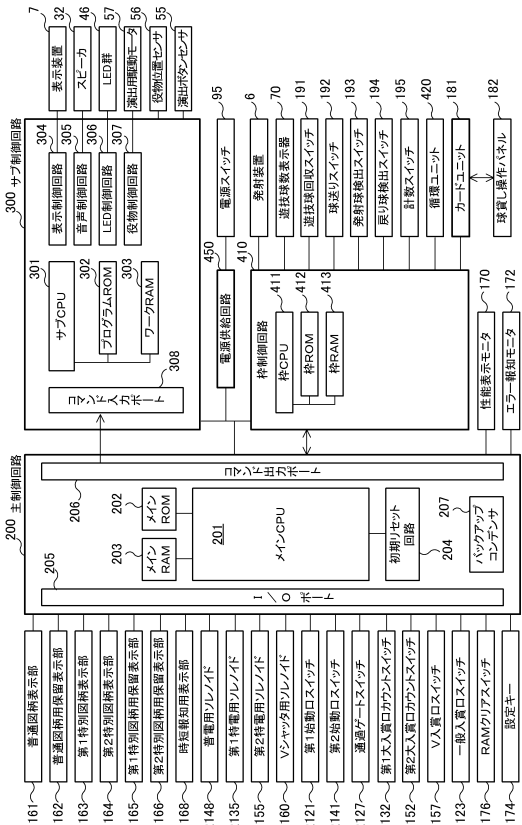 161 普通図柄表示部
162 普通図柄用保留表示部
163 第1特別図柄表示部
164 第2特別図柄表示部
165 第1特別図柄用保留表示部
166 第2特別図柄用保留表示部
168 時短報知用表示部
148 普電用ソレノイド
135 第1特電用ソレノイド
155 第2特電用ソレノイド
160 Vシャッタ用ソレノイド
121 第1始動口スイッチ
141 第2始動口スイッチ
127 通過ゲートスイッチ
132 第1大入賞口カウントスイッチ
152 第2大入賞口カウントスイッチ
157 V入賞口スイッチ
123 一般入賞口スイッチ
176 RAMクリアスイッチ
174 設定キー
200 主制御回路
205
I/Oポート
203
メインRAM
202
メインROM
201
メインCPU
初期リセット回路
204
207
バックアップコンデンサ
206
コマンド出力ポート
300 サブ制御回路
コマンド入力ポート
308
301
サブCPU
302
プログラムROM
303
ワークRAM
304
表示制御回路
305
音声制御回路
306
LED制御回路
307
役物制御回路
7
表示装置
32
スピーカ
46
LED群
57
演出用駆動モータ
56
役物位置センサ
55
演出ボタンセンサ
450
電源供給回路
95
電源スイッチ
410
枠制御回路
411
枠CPU
412
枠ROM
413
枠RAM
6
発射装置
70
遊技球数表示器
191
遊技球回収スイッチ
192
球送りスイッチ
193
発射球検出スイッチ
194
戻り球検出スイッチ
195
計数スイッチ
420
循環ユニット
181
カードユニット
182
球貸し操作パネル
170
性能表示モニタ
172
エラー報知モニタ